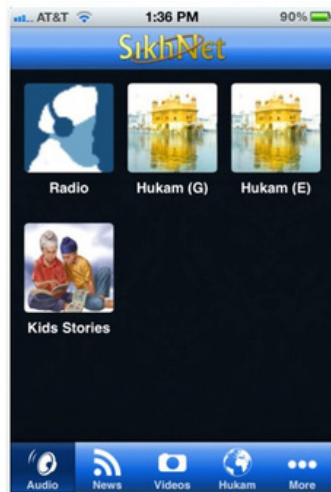 AT&T 1:36 PM 90%
SikhNet
Radio Hukam (G) Hukam (E)
Kids Stories
Audio News Videos Hukam More